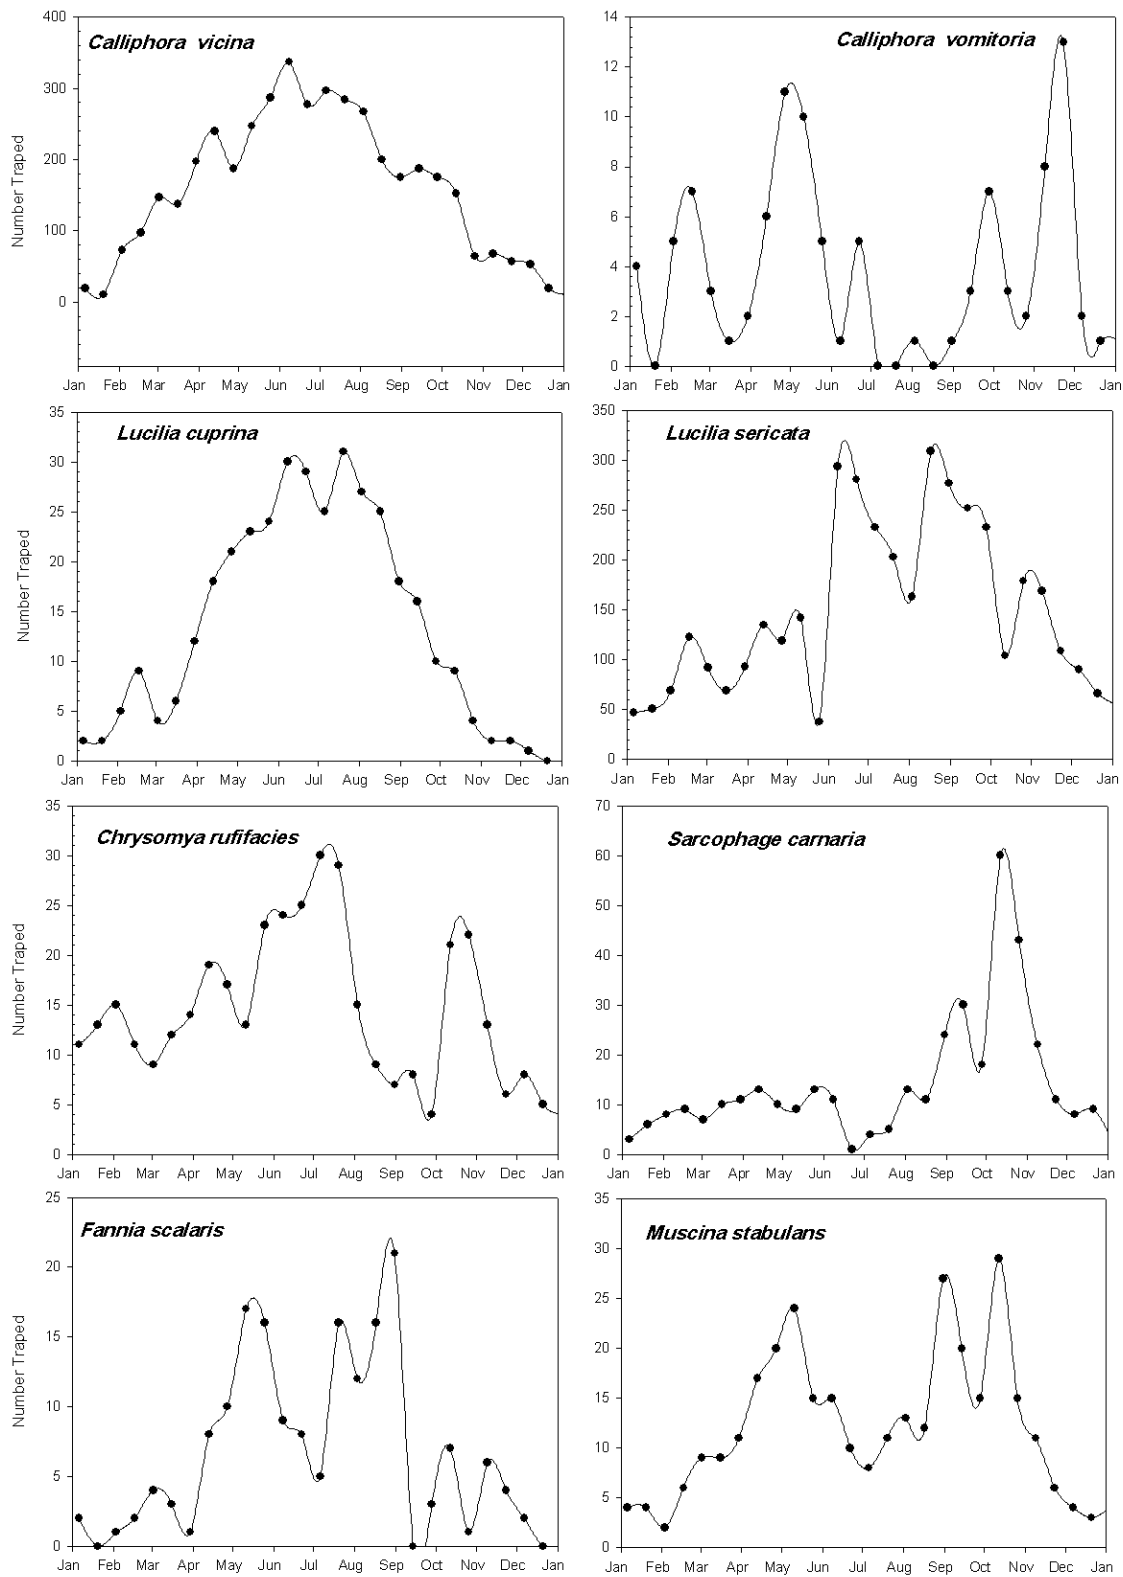 Calliphora vicina
Number Traped
400
300
200
100
0
Jan Feb Mar Apr May Jun Jul Aug Sep Oct Nov Dec Jan
Calliphora vomitoria
14
12
10
8
6
4
2
0
Jan Feb Mar Apr May Jun Jul Aug Sep Oct Nov Dec Jan
Lucilia cuprina
Number Traped
35
30
25
20
15
10
5
0
Jan Feb Mar Apr May Jun Jul Aug Sep Oct Nov Dec Jan
Lucilia sericata
350
300
250
200
150
100
50
0
Jan Feb Mar Apr May Jun Jul Aug Sep Oct Nov Dec Jan
Chrysomya rufifacies
Number Traped
35
30
25
20
15
10
5
0
Jan Feb Mar Apr May Jun Jul Aug Sep Oct Nov Dec Jan
Sarcophage carnaria
70
60
50
40
30
20
10
0
Jan Feb Mar Apr May Jun Jul Aug Sep Oct Nov Dec Jan
Fannia scalaris
Number Traped
25
20
15
10
5
0
Jan Feb Mar Apr May Jun Jul Aug Sep Oct Nov Dec Jan
Muscina stabulans
35
30
25
20
15
10
5
0
Jan Feb Mar Apr May Jun Jul Aug Sep Oct Nov Dec Jan